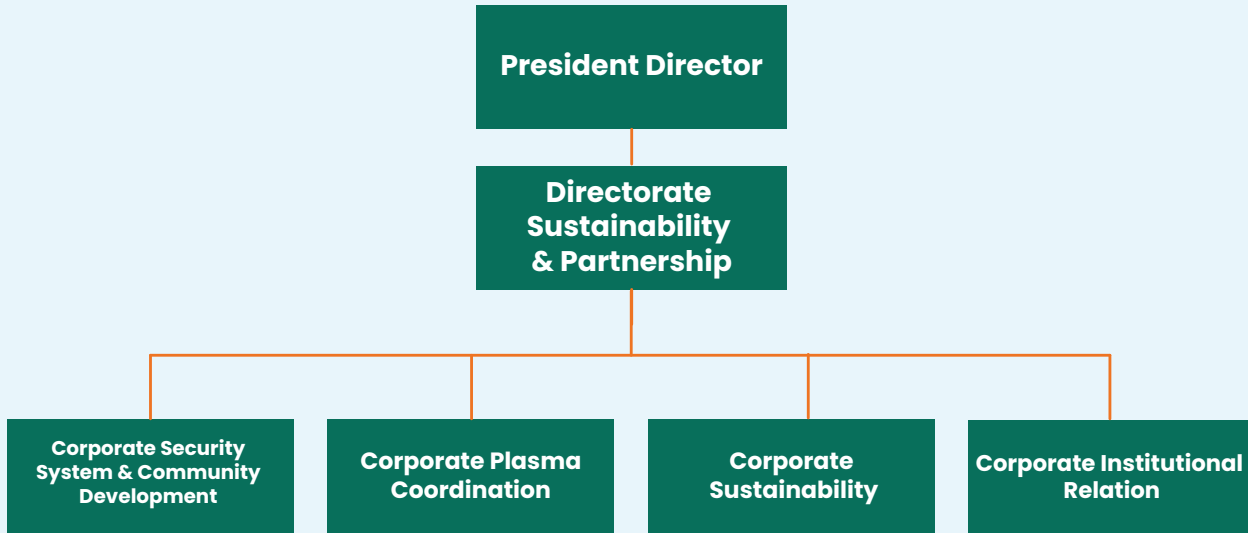 President Director
Directorate
Sustainability
& Partnership
Corporate Security
System & Community
Development
Corporate Plasma
Coordination
Corporate
Sustainability
Corporate Institutional
Relation